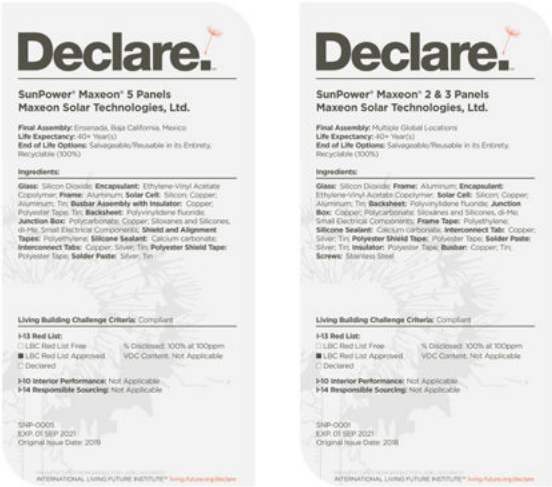 Declare.
SunPower® Maxeon® 5 Panels
Maxeon Solar Technologies, Ltd.
Final Assembly: Ensenada, Baja California, Mexico
Life Expectancy: 40+ Year(s)
End of Life Options: Salvageable/Reusable in its Entirety,
Recyclable (100%)
Ingredients:
Glass: Silicon Dioxide; Encapsulant: Ethylene-Vinyl Acetate
Copolymer; Frame: Aluminum; Solar Cell: Silicon; Copper;
Aluminum; Tin; Busbar Assembly with Insulator: Copper;
Polyester Tape; Tin; Backsheet: Polyvinylidene fluoride;
Junction Box: Polycarbonate; Copper; Siloxanes and Silicones,
di-Me; Small Electrical Components; Shield and Alignment
Tapes: Polyethylene; Silicone Sealant: Calcium carbonate;
Interconnect Tabs: Copper; Silver; Tin; Polyester Shield Tape:
Polyester Tape; Solder Paste: Silver; Tin
Living Building Challenge Criteria: Compliant
I-13 Red List:
LBC Red List Free % Disclosed: 100% at 100ppm
LBC Red List Approved VOC Content: Not Applicable
Declared
I-10 Interior Performance: Not Applicable
I-14 Responsible Sourcing: Not Applicable
SNP-0005
EXP. 01 SEP 2021
Original Issue Date: 2019
INTERNATIONAL LIVING FUTURE INSTITUTE™ living-future.org/declare
Declare.
SunPower® Maxeon® 2 & 3 Panels
Maxeon Solar Technologies, Ltd.
Final Assembly: Multiple Global Locations
Life Expectancy: 40+ Year(s)
End of Life Options: Salvageable/Reusable in its Entirety,
Recyclable (100%)
Ingredients:
Glass: Silicon Dioxide; Frame: Aluminum; Encapsulant:
Ethylene-Vinyl Acetate Copolymer; Solar Cell: Silicon; Copper;
Aluminum; Tin; Backsheet: Polyvinylidene fluoride; Junction
Box: Copper; Polycarbonate; Siloxanes and Silicones, di-Me;
Small Electrical Components; Frame Tape: Polyethylene;
Silicone Sealant: Calcium carbonate; Interconnect Tab: Copper;
Silver; Tin; Polyester Shield Tape: Polyester Tape; Solder Paste:
Silver; Tin; Insulator: Polyester Tape; Busbar: Copper; Tin;
Screws: Stainless Steel
Living Building Challenge Criteria: Compliant
I-13 Red List:
LBC Red List Free % Disclosed: 100% at 100ppm
LBC Red List Approved VOC Content: Not Applicable
Declared
I-10 Interior Performance: Not Applicable
I-14 Responsible Sourcing: Not Applicable
SNP-0001
EXP. 01 SEP 2021
Original Issue Date: 2018
INTERNATIONAL LIVING FUTURE INSTITUTE™ living-future.org/declare